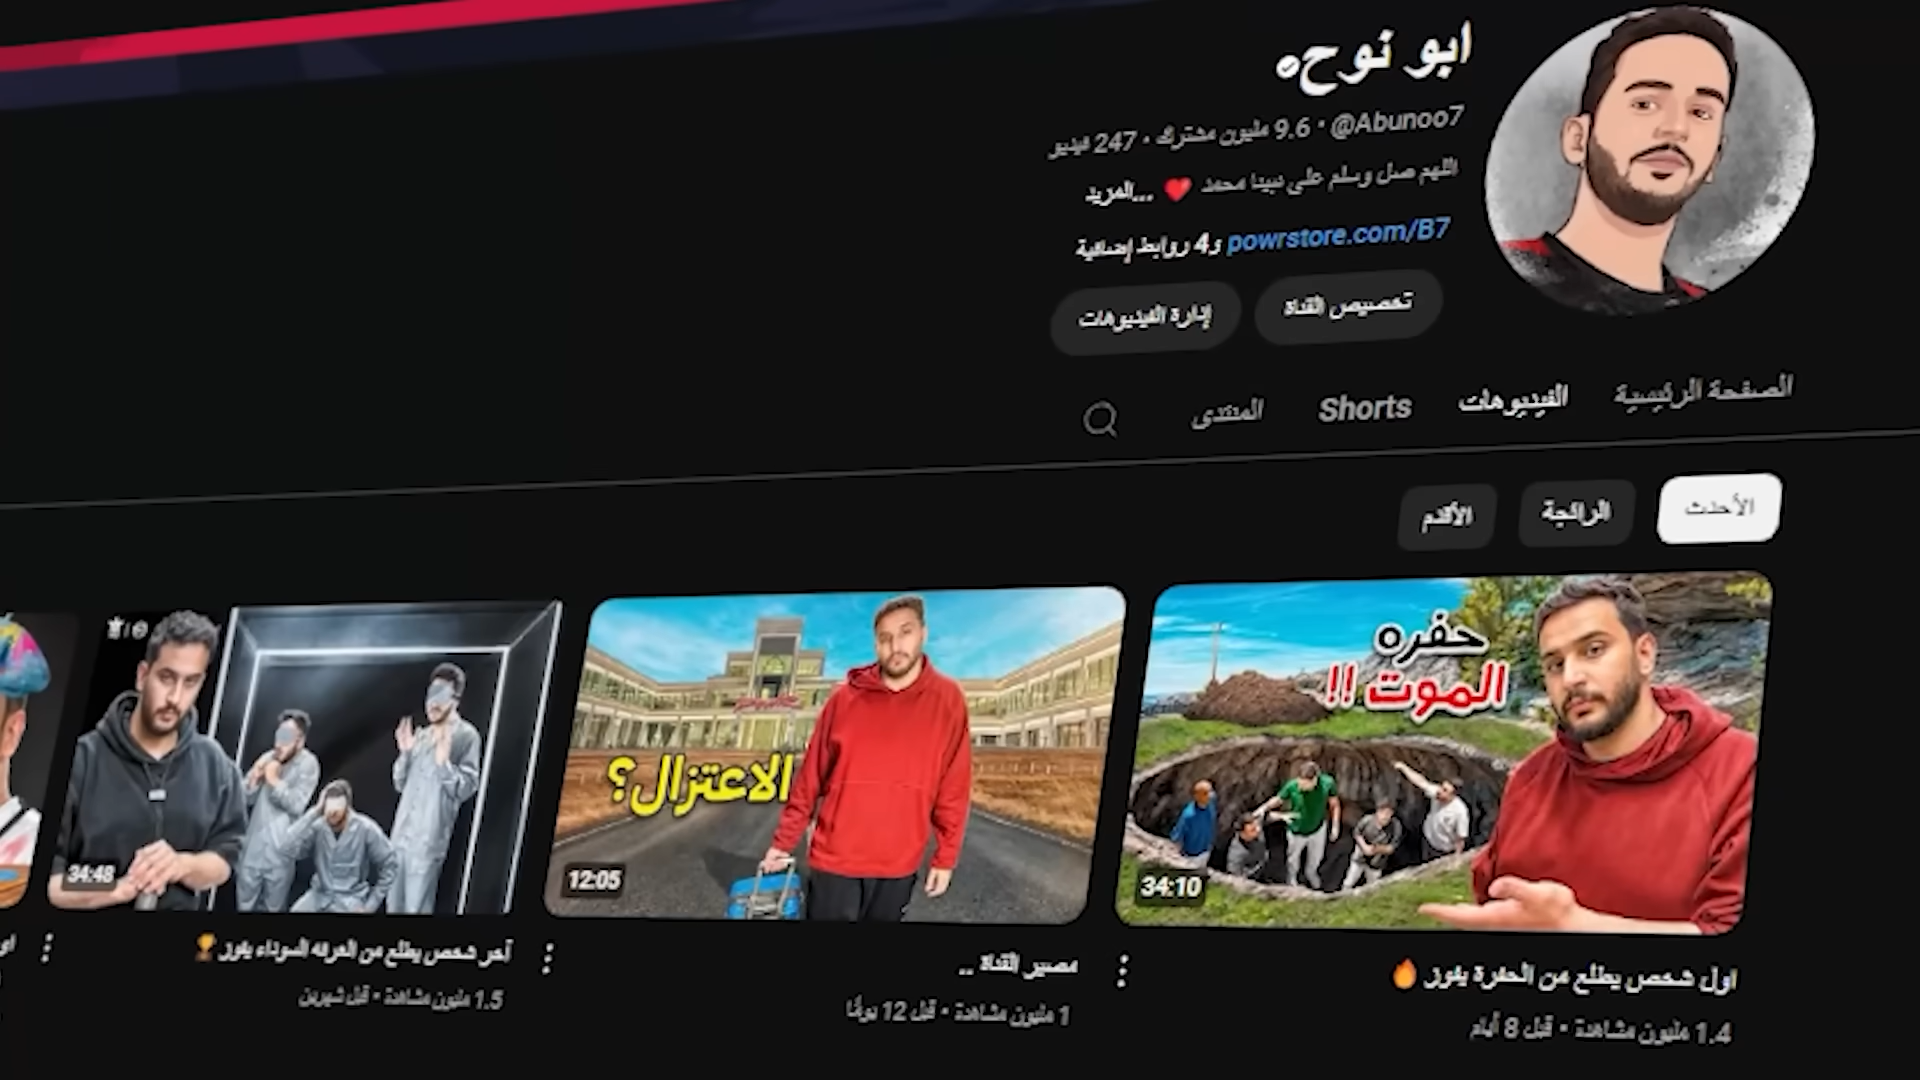 ابو نوح
@Abunoo7 • 9.6 مليون مشترك • 247 فيديو
اللهم صل وسلم على نبينا محمد ❤️ ...المزيد
powrstore.com/B7 و4 روابط إضافية
تخصيص القناة
إدارة الفيديوهات
الصفحة الرئيسية
الفيديوهات
Shorts
المنتدى
الأحدث
الرائجة
الأقدم
حفره
الموت !!
34:10
اول شخص يطلع من الحفرة يفوز 🔥
1.4 مليون مشاهدة • قبل 8 أيام
الاعتزال؟
12:05
مصير القناة ..
1 مليون مشاهدة • قبل 12 يومًا
34:48
آخر شخص يطلع من الغرفه السوداء يفوز 🏆
1.5 مليون مشاهدة • قبل شهرين